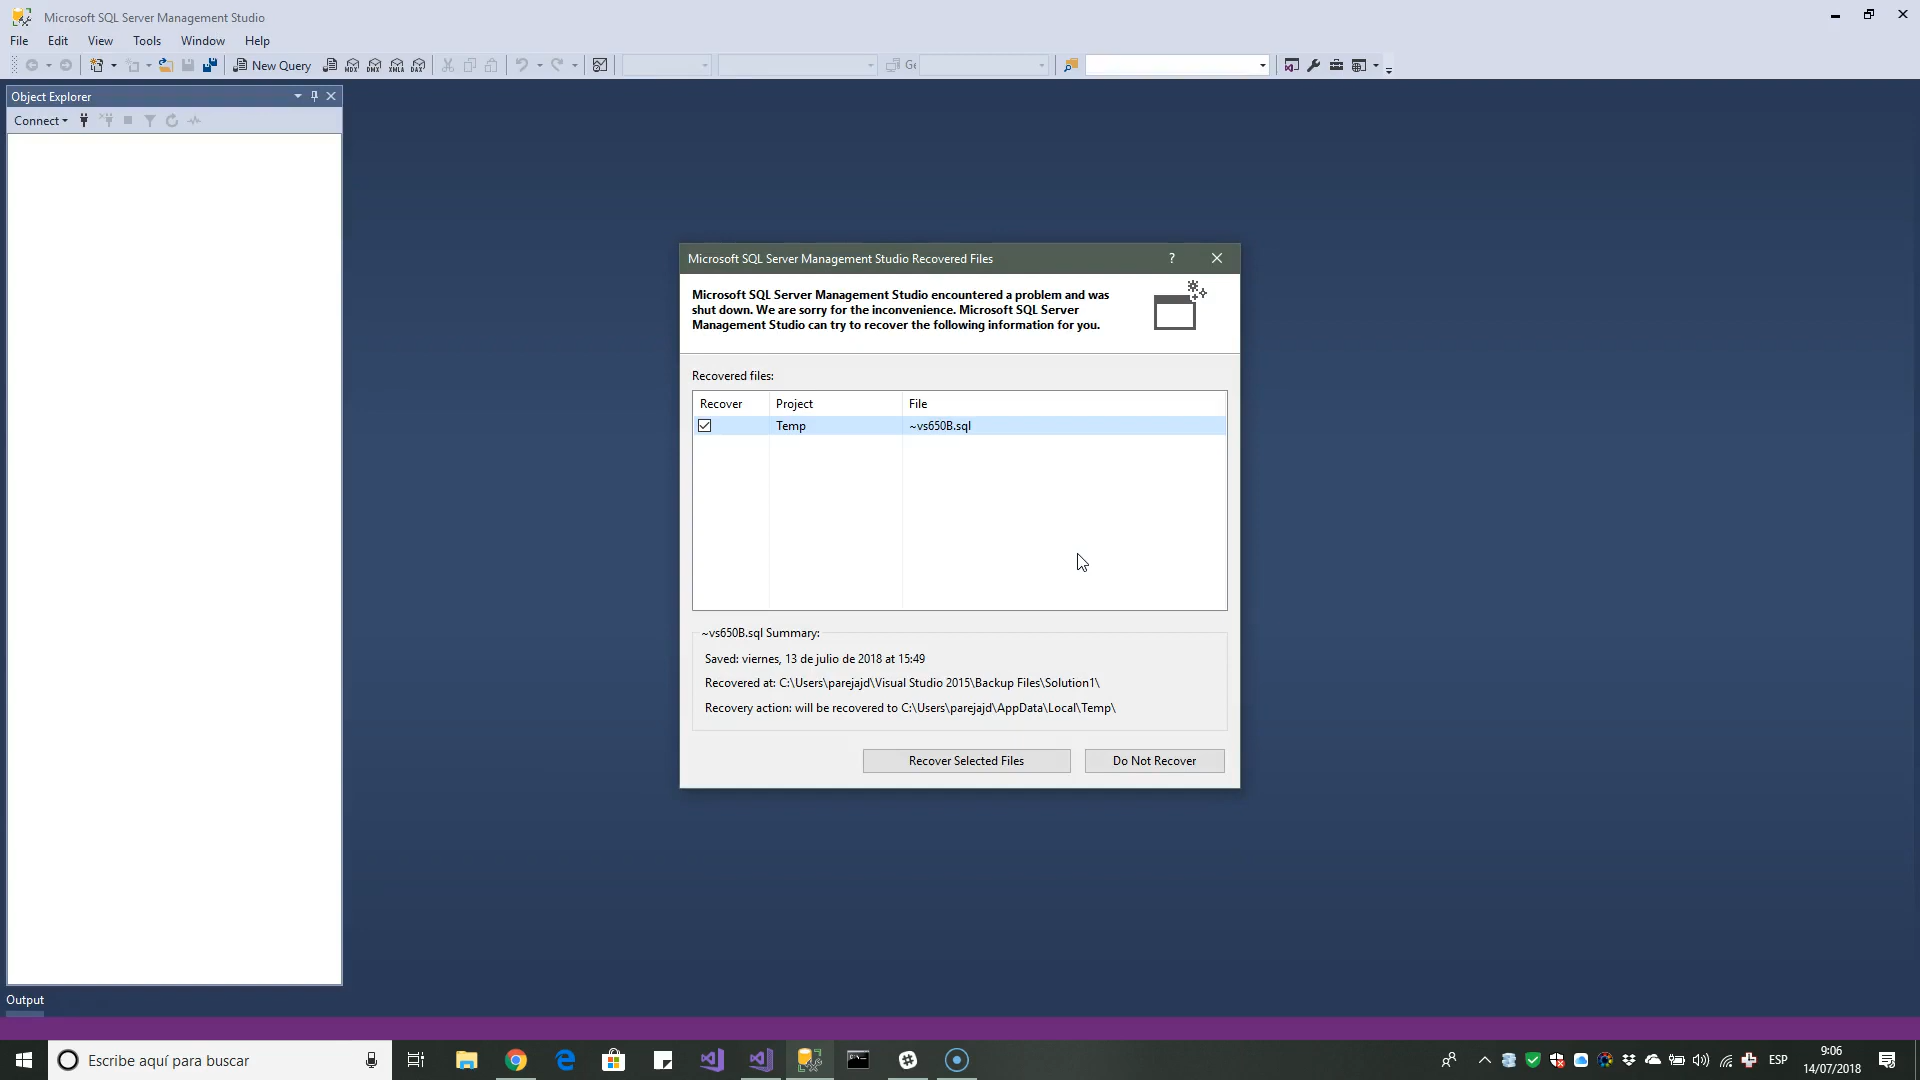 Microsoft SQL Server Management Studio
File Edit View Tools Window Help
New Query
MDX DMX XMLA DAX
Object Explorer
Connect
Microsoft SQL Server Management Studio Recovered Files ?
Microsoft SQL Server Management Studio encountered a problem and was
shut down. We are sorry for the inconvenience. Microsoft SQL Server
Management Studio can try to recover the following information for you.
Recovered files:
Recover Project File
Temp ~vs650B.sql
~vs650B.sql Summary:
Saved: viernes, 13 de julio de 2018 at 15:49
Recovered at: C:\Users\parejajd\Visual Studio 2015\Backup Files\Solution1\
Recovery action: will be recovered to C:\Users\parejajd\AppData\Local\Temp\
Recover Selected Files Do Not Recover
Output
Escribe aquí para buscar
ESP
9:06
14/07/2018